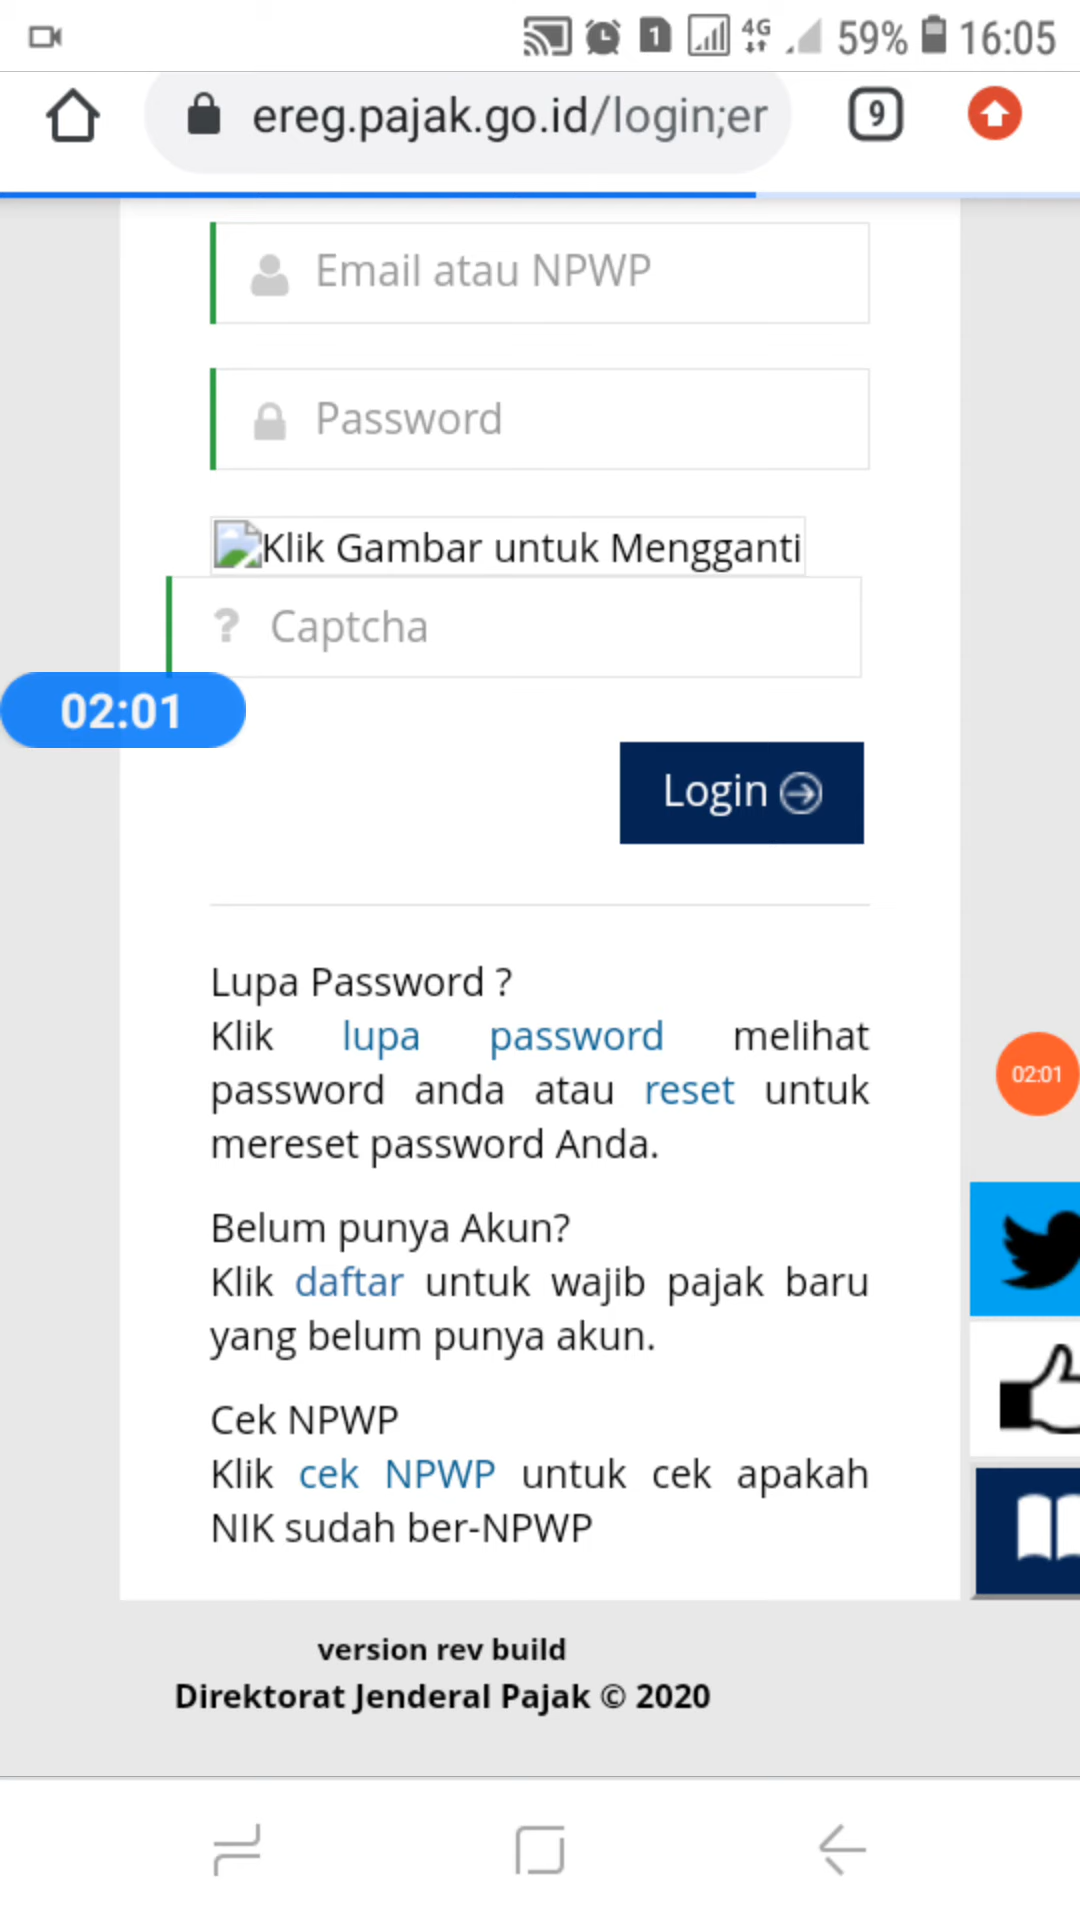 1 4G 59% 16:05
ereg.pajak.go.id/login;er 9
Email atau NPWP
Password
Klik Gambar untuk Mengganti
? Captcha
02:01
Login
Lupa Password ?
Klik lupa password melihat
password anda atau reset untuk
02:01
mereset password Anda.
Belum punya Akun?
Klik daftar untuk wajib pajak baru
yang belum punya akun.
Cek NPWP
Klik cek NPWP untuk cek apakah
NIK sudah ber-NPWP
version rev build
Direktorat Jenderal Pajak © 2020